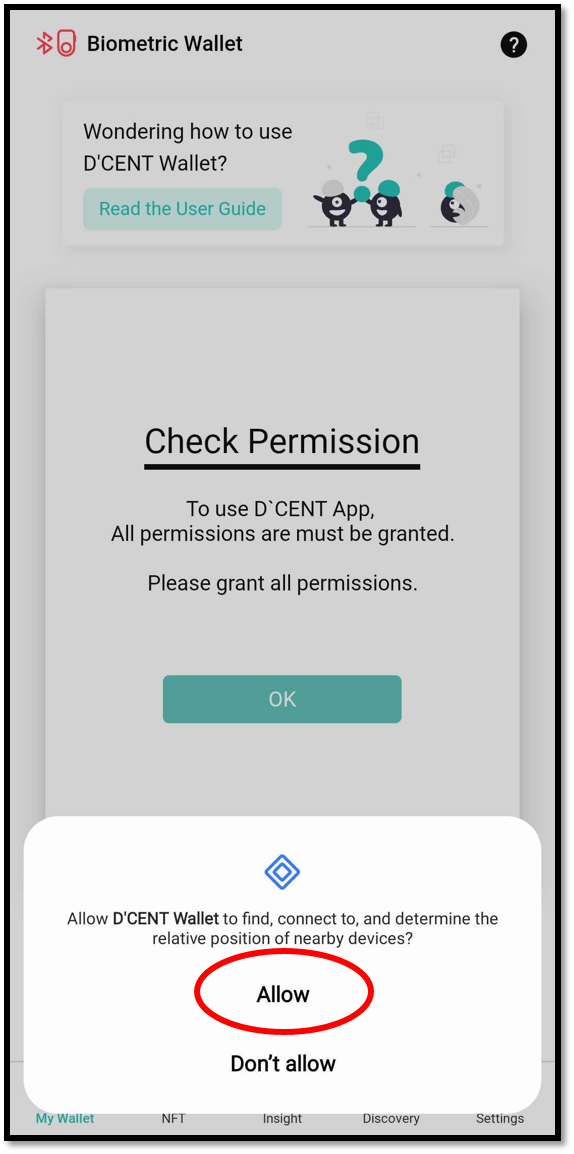 Biometric Wallet
?
Wondering how to use
D'CENT Wallet?
Read the User Guide
?
Check Permission
To use D`CENT App,
All permissions are must be granted.
Please grant all permissions.
OK
Allow D'CENT Wallet to find, connect to, and determine the
relative position of nearby devices?
Allow
Don't allow
My Wallet NFT Insight Discovery Settings